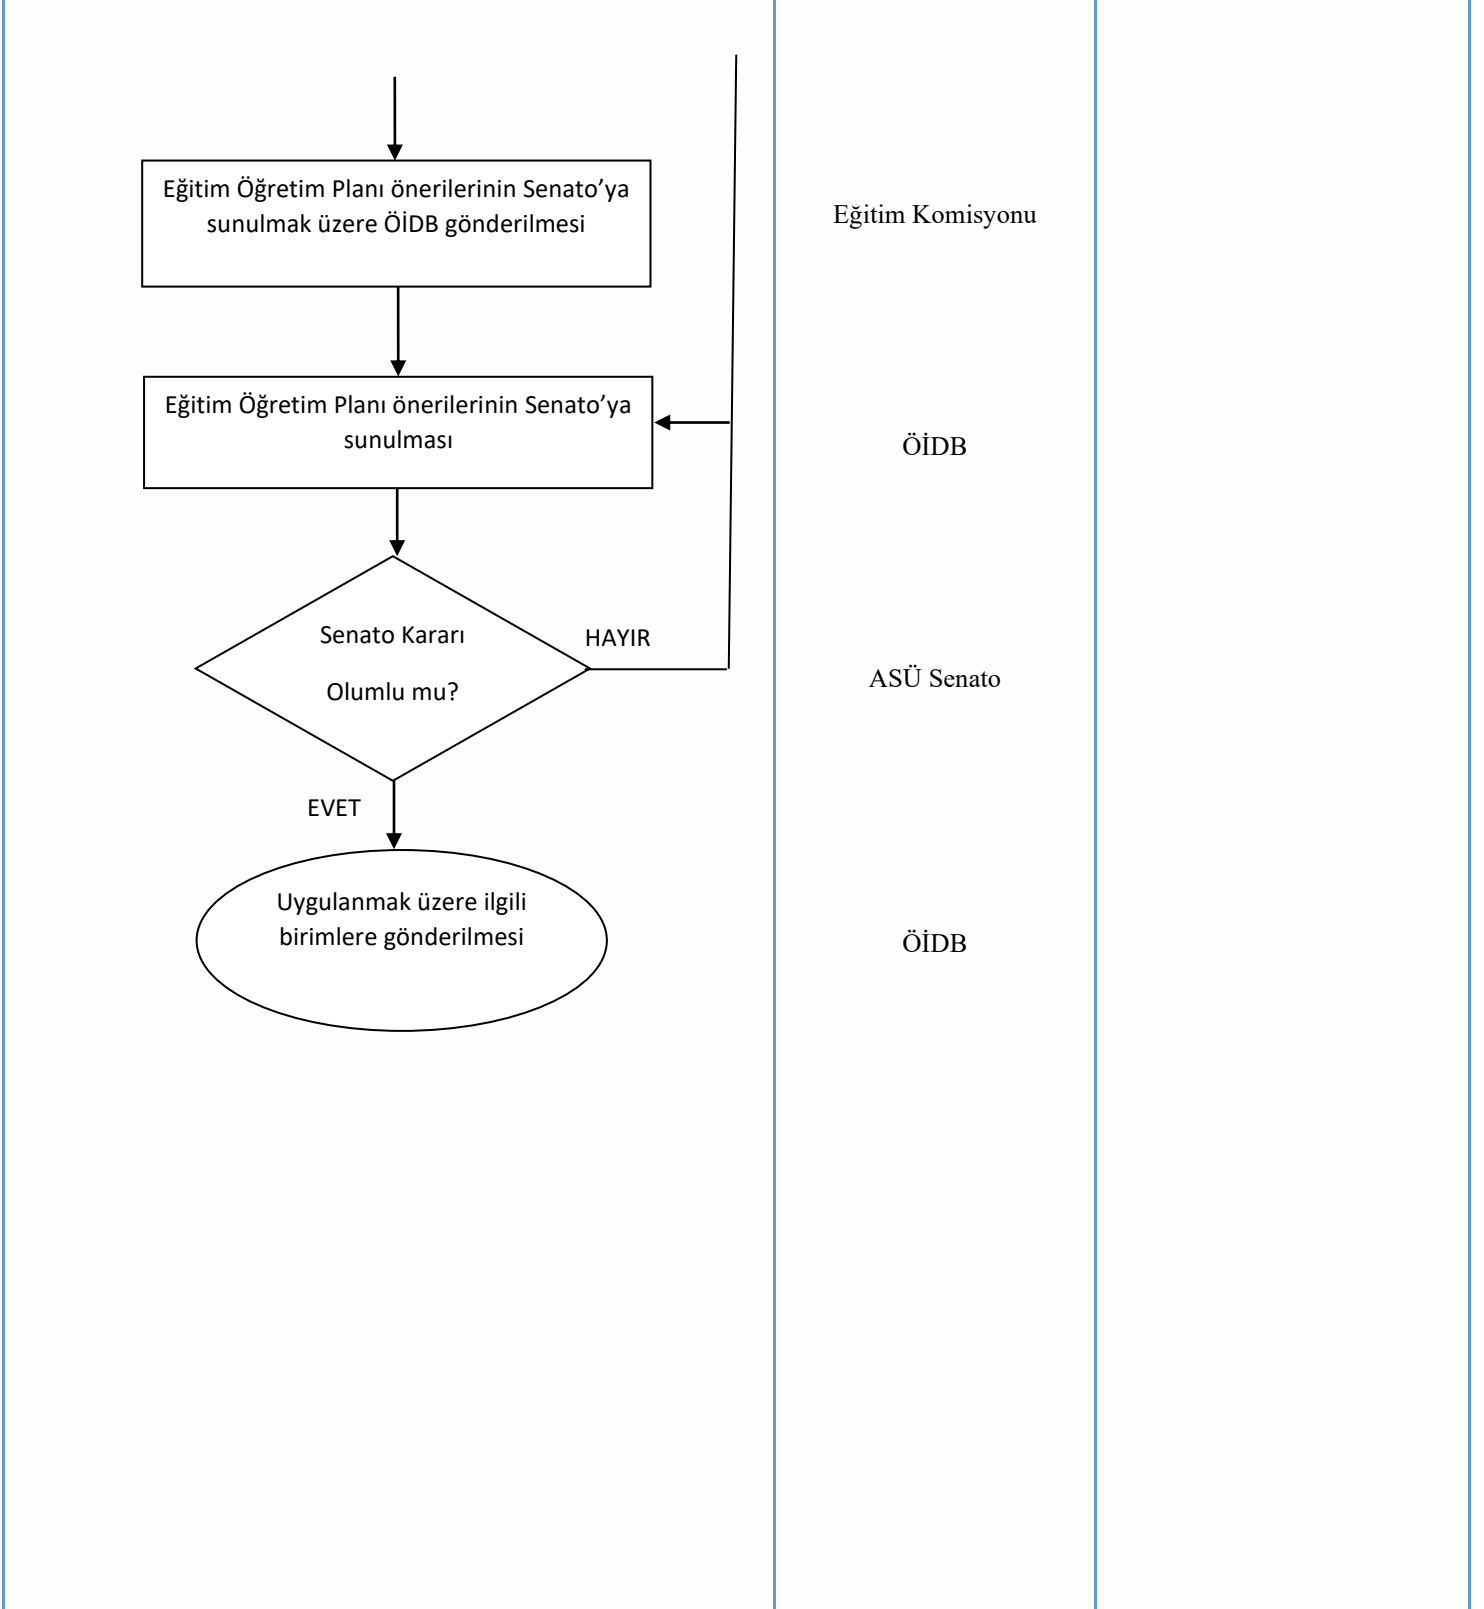 Eğitim Öğretim Planı önerilerinin Senato’ya
sunulmak üzere ÖİDB gönderilmesi
Eğitim Komisyonu
Eğitim Öğretim Planı önerilerinin Senato’ya
sunulması
ÖİDB
Senato Kararı
Olumlu mu?
HAYIR
ASÜ Senato
EVET
Uygulanmak üzere ilgili
birimlere gönderilmesi
ÖİDB